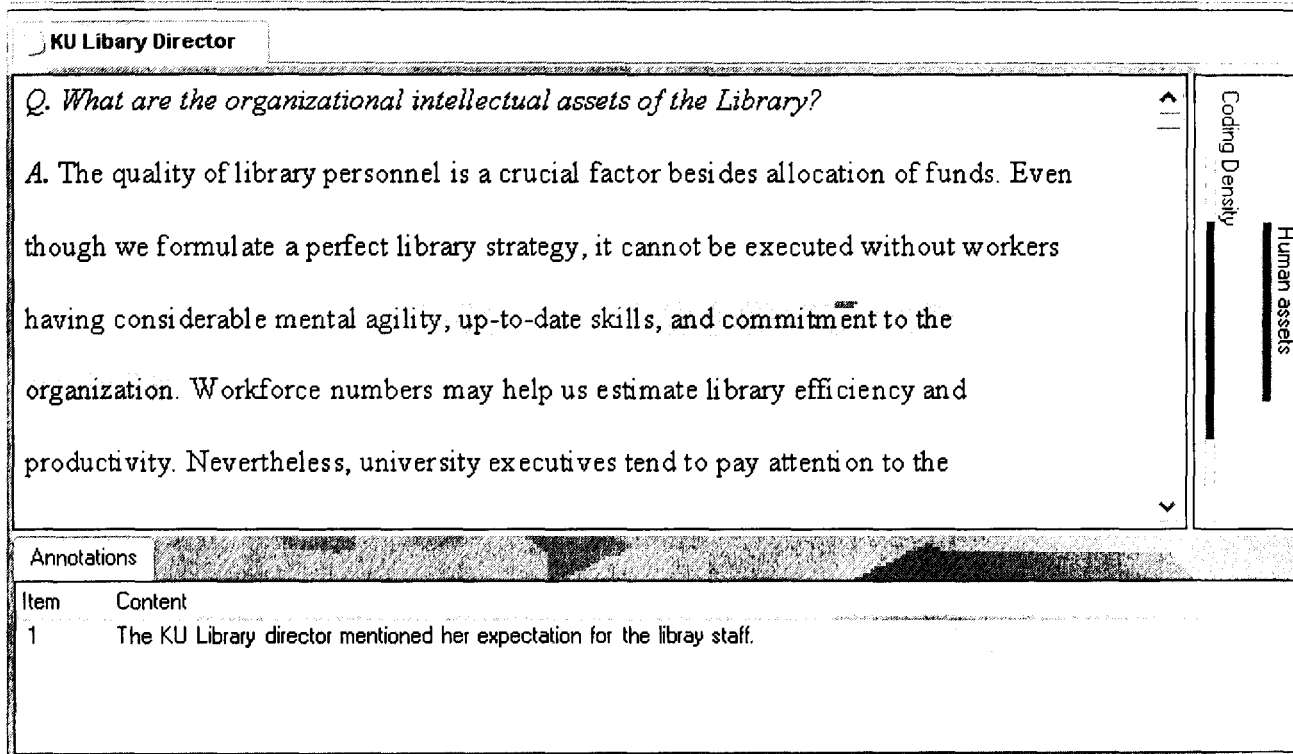 KU Libary Director
Q. What are the organizational intellectual assets of the Library?
A. The quality of library personnel is a crucial factor besides allocation of funds. Even
though we formulate a perfect library strategy, it cannot be executed without workers
having considerable mental agility, up-to-date skills, and commitment to the
organization. Workforce numbers may help us estimate library efficiency and
productivity. Nevertheless, university executives tend to pay attention to the
Coding Density
Human assets
Annotations
Item Content
1 The KU Library director mentioned her expectation for the libray staff.